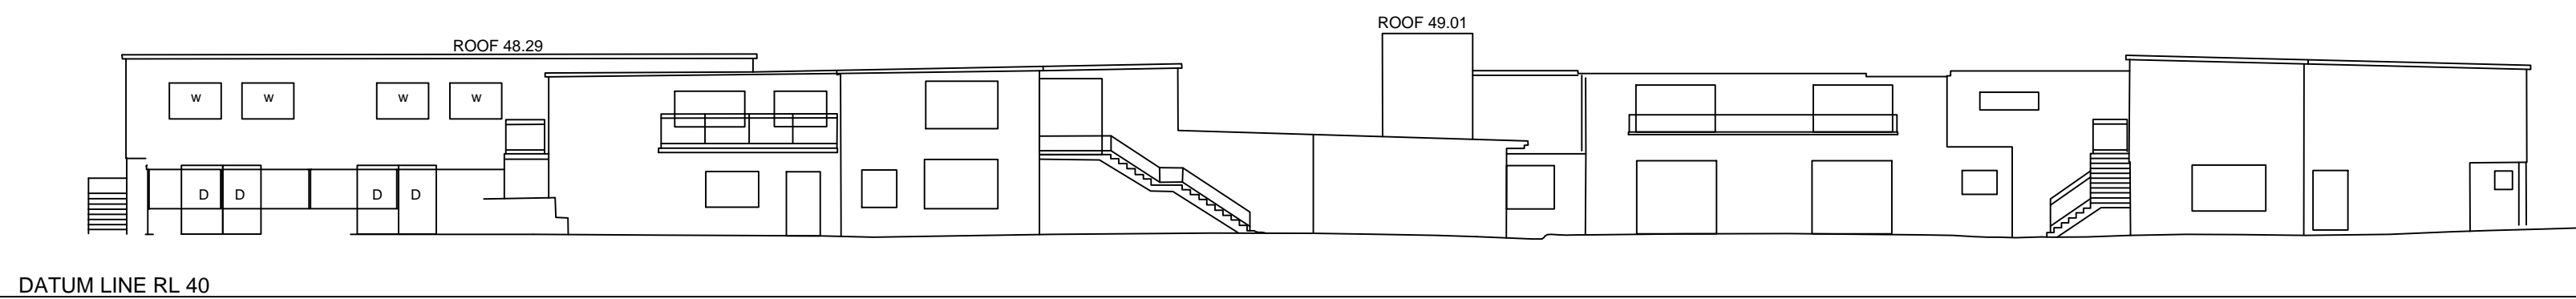 ROOF 49.01
ROOF 48.29
w w w w
D D D D
DATUM LINE RL 40